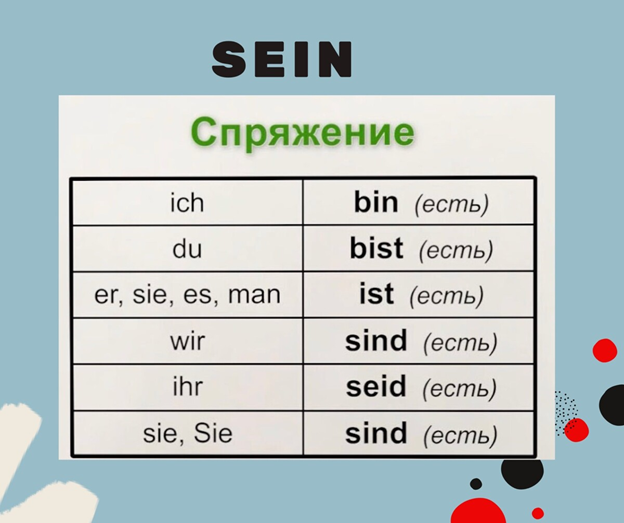 SEIN
Спряжение
ich bin (есть)
du bist (есть)
er, sie, es, man ist (есть)
wir sind (есть)
ihr seid (есть)
sie, Sie sind (есть)